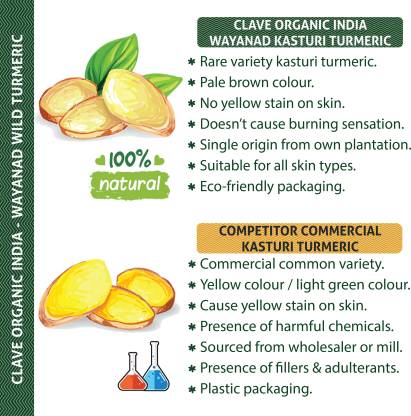 CLAVE ORGANIC INDIA - WAYANAD WILD TURMERIC
CLAVE ORGANIC INDIA
WAYANAD KASTURI TURMERIC
* Rare variety kasturi turmeric.
* Pale brown colour.
* No yellow stain on skin.
* Doesn't cause burning sensation.
* Single origin from own plantation.
* Suitable for all skin types.
* Eco-friendly packaging.
100%
natural
COMPETITOR COMMERCIAL
KASTURI TURMERIC
* Commercial common variety.
* Yellow colour / light green colour.
* Cause yellow stain on skin.
* Presence of harmful chemicals.
* Sourced from wholesaler or mill.
* Presence of fillers & adulterants.
* Plastic packaging.